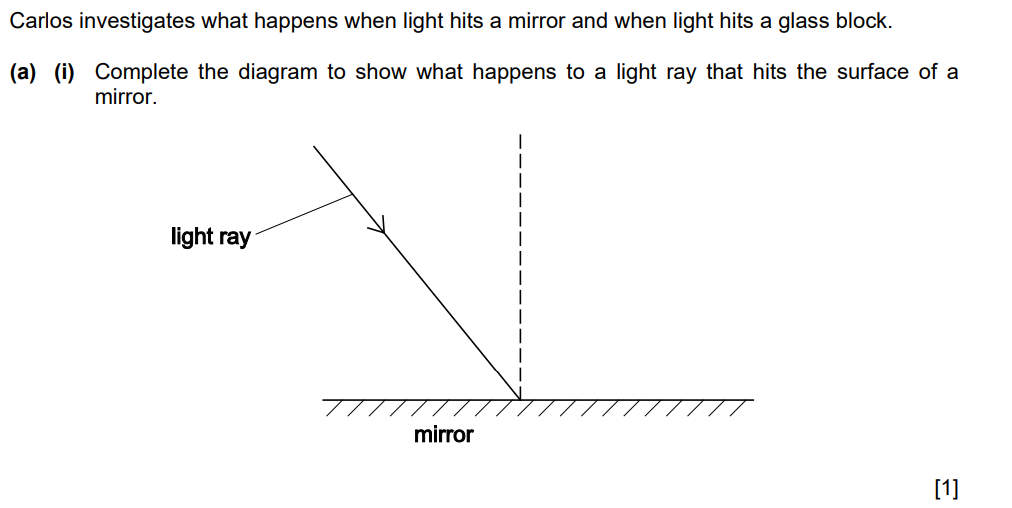 Carlos investigates what happens when light hits a mirror and when light hits a glass block.
(a) (i) Complete the diagram to show what happens to a light ray that hits the surface of a
mirror.
light ray
mirror
[1]